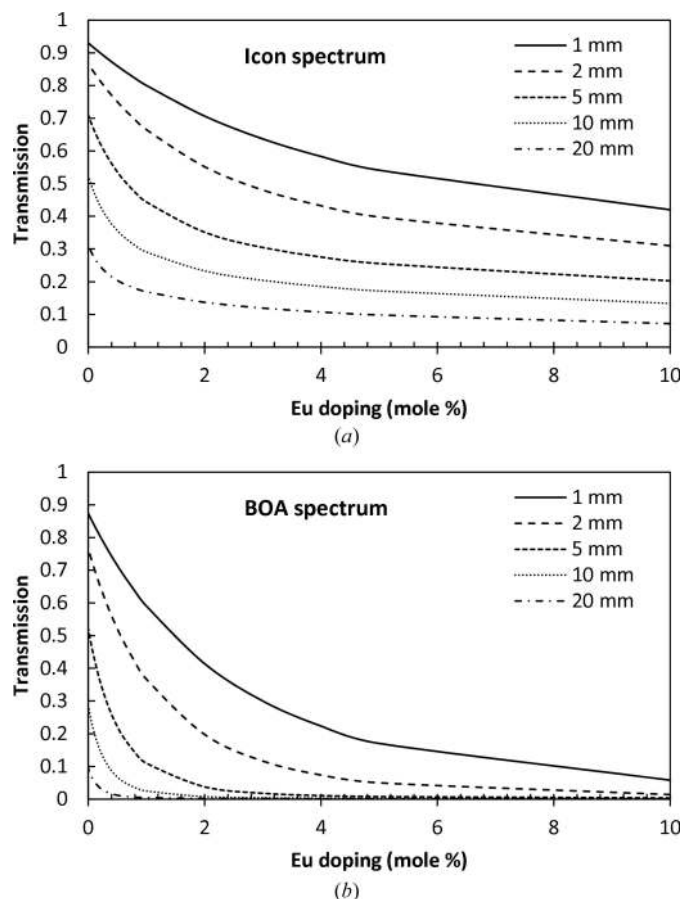 1
0.9
0.8
0.7
0.6
0.5
0.4
0.3
0.2
0.1
0
Transmission
Icon spectrum
1 mm
2 mm
5 mm
10 mm
20 mm
0 2 4 6 8 10
Eu doping (mole %)
(a)
1
0.9
0.8
0.7
0.6
0.5
0.4
0.3
0.2
0.1
0
Transmission
BOA spectrum
1 mm
2 mm
5 mm
10 mm
20 mm
0 2 4 6 8 10
Eu doping (mole %)
(b)